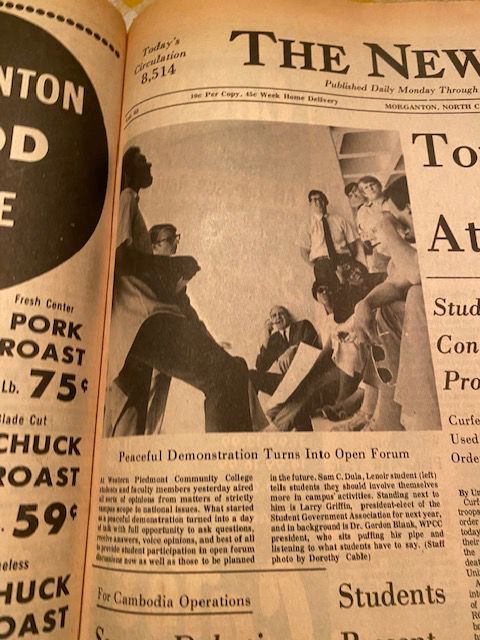 NTON
OD
E
Fresh Center
PORK
ROAST
Lb. 75¢
Blade Cut
CHUCK
ROAST
59¢
eless
HUCK
OAST
Today's
Circulation
8,514
THE NEW
Published Daily Monday Through
10c Per Copy, 45c Week Home Delivery
MORGANTON, NORTH C
To
At
Stud
Con
Pro
Curfe
Used
Orde
Peaceful Demonstration Turns Into Open Forum
At Western Piedmont Community College
students and faculty members yesterday aired
all sorts of opinions from matters of strictly
campus scope to national issues. What started
as a peaceful demonstration turned into a day
of talk with full opportunity to ask questions,
receive answers, voice opinions, and best of all
to provide student participation in open forum
discussions now as well as those to be planned
in the future. Sam C. Dula, Lenoir student (left)
tells students they should involve themselves
more in campus activities. Standing next to
him is Larry Griffin, president-elect of the
Student Government Association for next year,
and in background is Dr. Gordon Blank, WPCC
president, who sits puffing his pipe and
listening to what students have to say. (Staff
photo by Dorothy Cable)
By Un
Curf
troops
order
today
their
the
deat
Uni
A
int
of
RO
For Cambodia Operations
Students